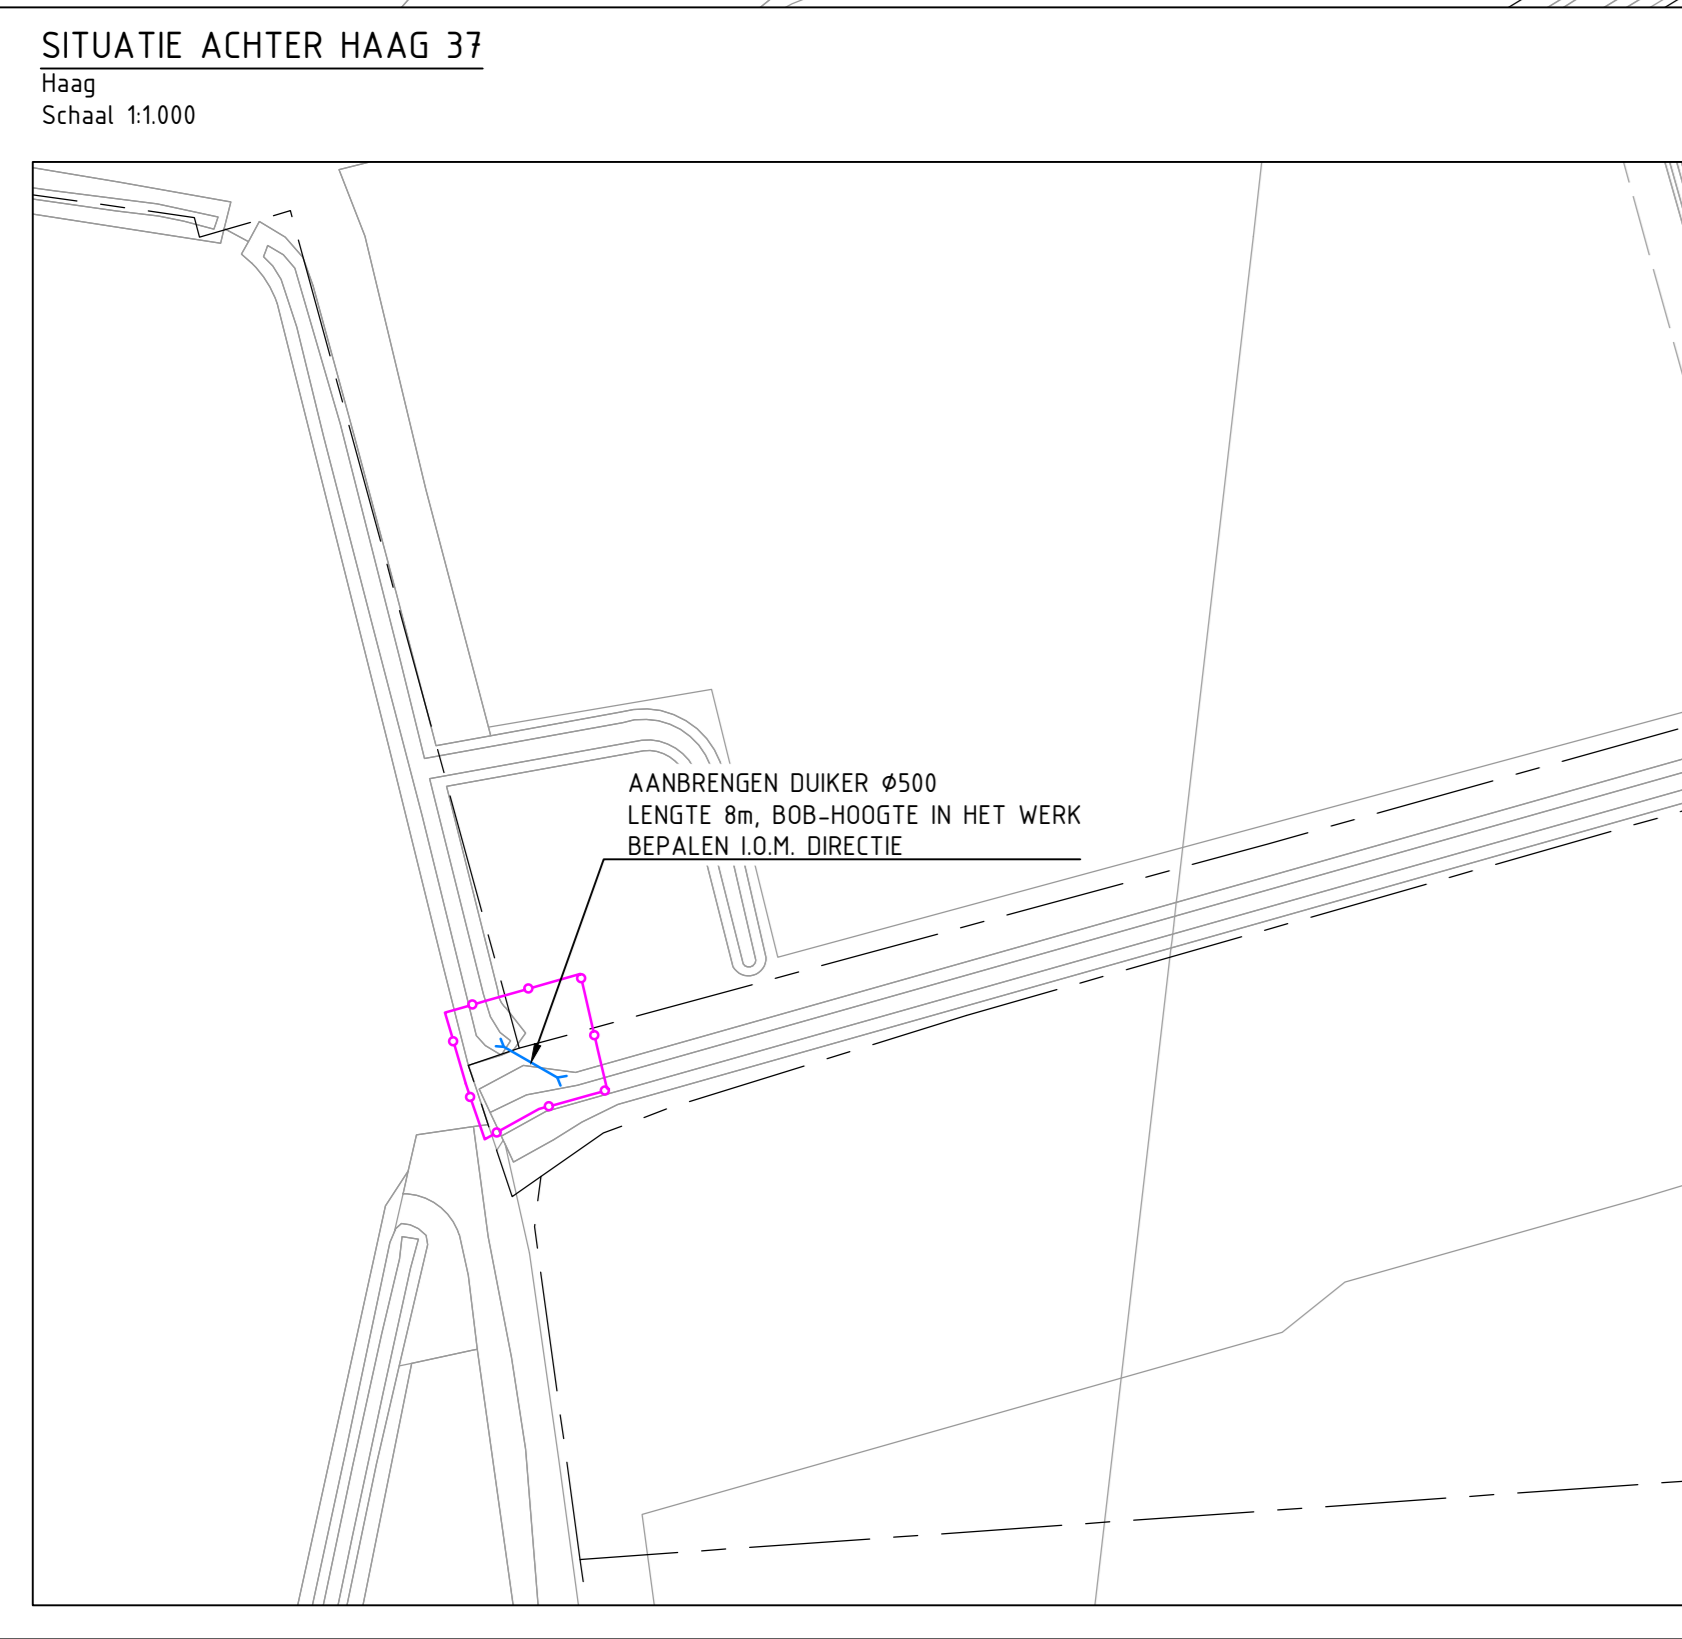 SITUATIE ACHTER HAAG 37
Haag
Schaal 1:1.000
AANBRENGEN DUIKER ø500
LENGTE 8m, BOB-HOOGTE IN HET WERK
BEPALEN I.O.M. DIRECTIE